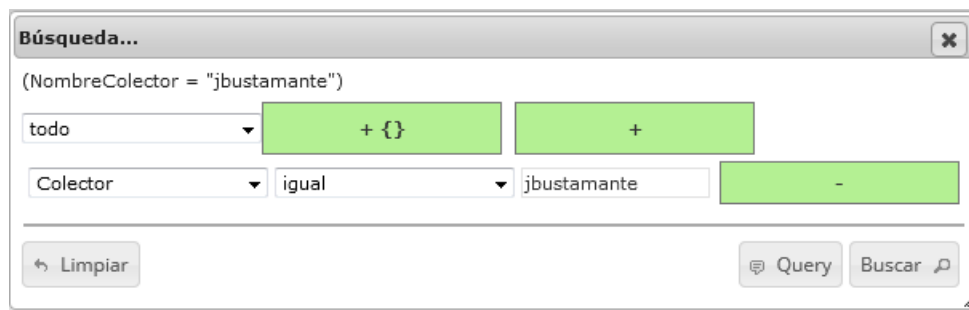 Búsqueda...
(NombreColector = "jbustamante")
todo + {} +
Colector igual jbustamante -
Limpiar Query Buscar